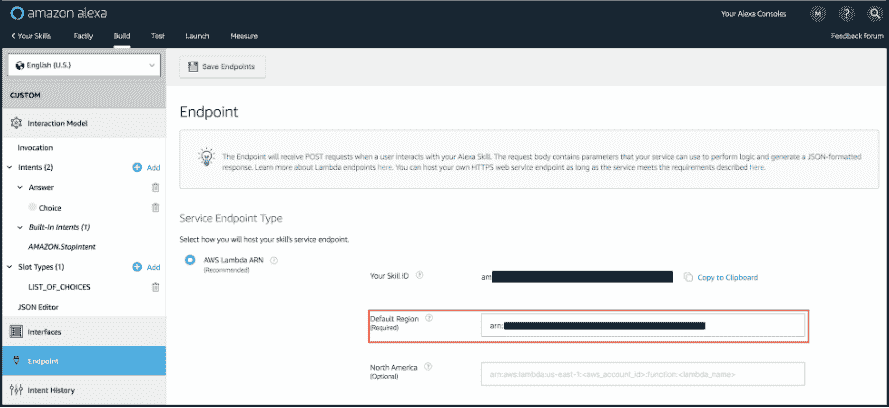 amazon alexa
Your Alexa Consoles
M
?
Your Skills
Factly
Build
Test
Launch
Measure
Feedback forum
English (U.S.)
Save Endpoints
CUSTOM
Interaction Model
Invocation
Intents (2)
Add
Answer
Choice
Built-In Intents (1)
AMAZON.StopIntent
Slot Types (1)
Add
LIST_OF_CHOICES
JSON Editor
Interfaces
Endpoint
Intent History
Endpoint
The Endpoint will receive POST requests when a user interacts with your Alexa Skill. The request body contains parameters that your service can use to perform logic and generate a JSON-formatted
response. Learn more about Lambda endpoints here. You can host your own HTTPS web service endpoint as long as the service meets the requirements described here.
Service Endpoint Type
Select how you will host your skill's service endpoint.
AWS Lambda ARN
(Recommended)
Your Skill ID
am
Copy to Clipboard
Default Region
(Required)
arn:
North America
(Optional)
arn:aws:lambda:us-east-1:<aws_account_id>:function:<lambda_name>